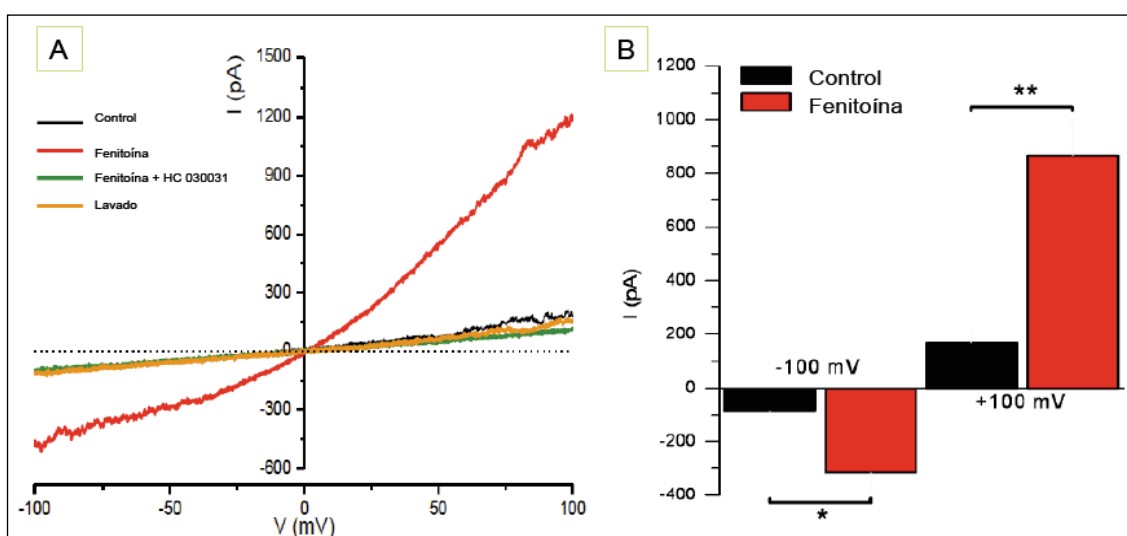 A
I (pA)
1500
1200
900
600
300
0
-300
-600
-100
-50
0
50
100
V (mV)
Control
Fenitoína
Fenitoína + HC 030031
Lavado
B
I (pA)
1200
1000
800
600
400
200
0
-200
-400
Control
Fenitoína
**
-100 mV
+100 mV
*